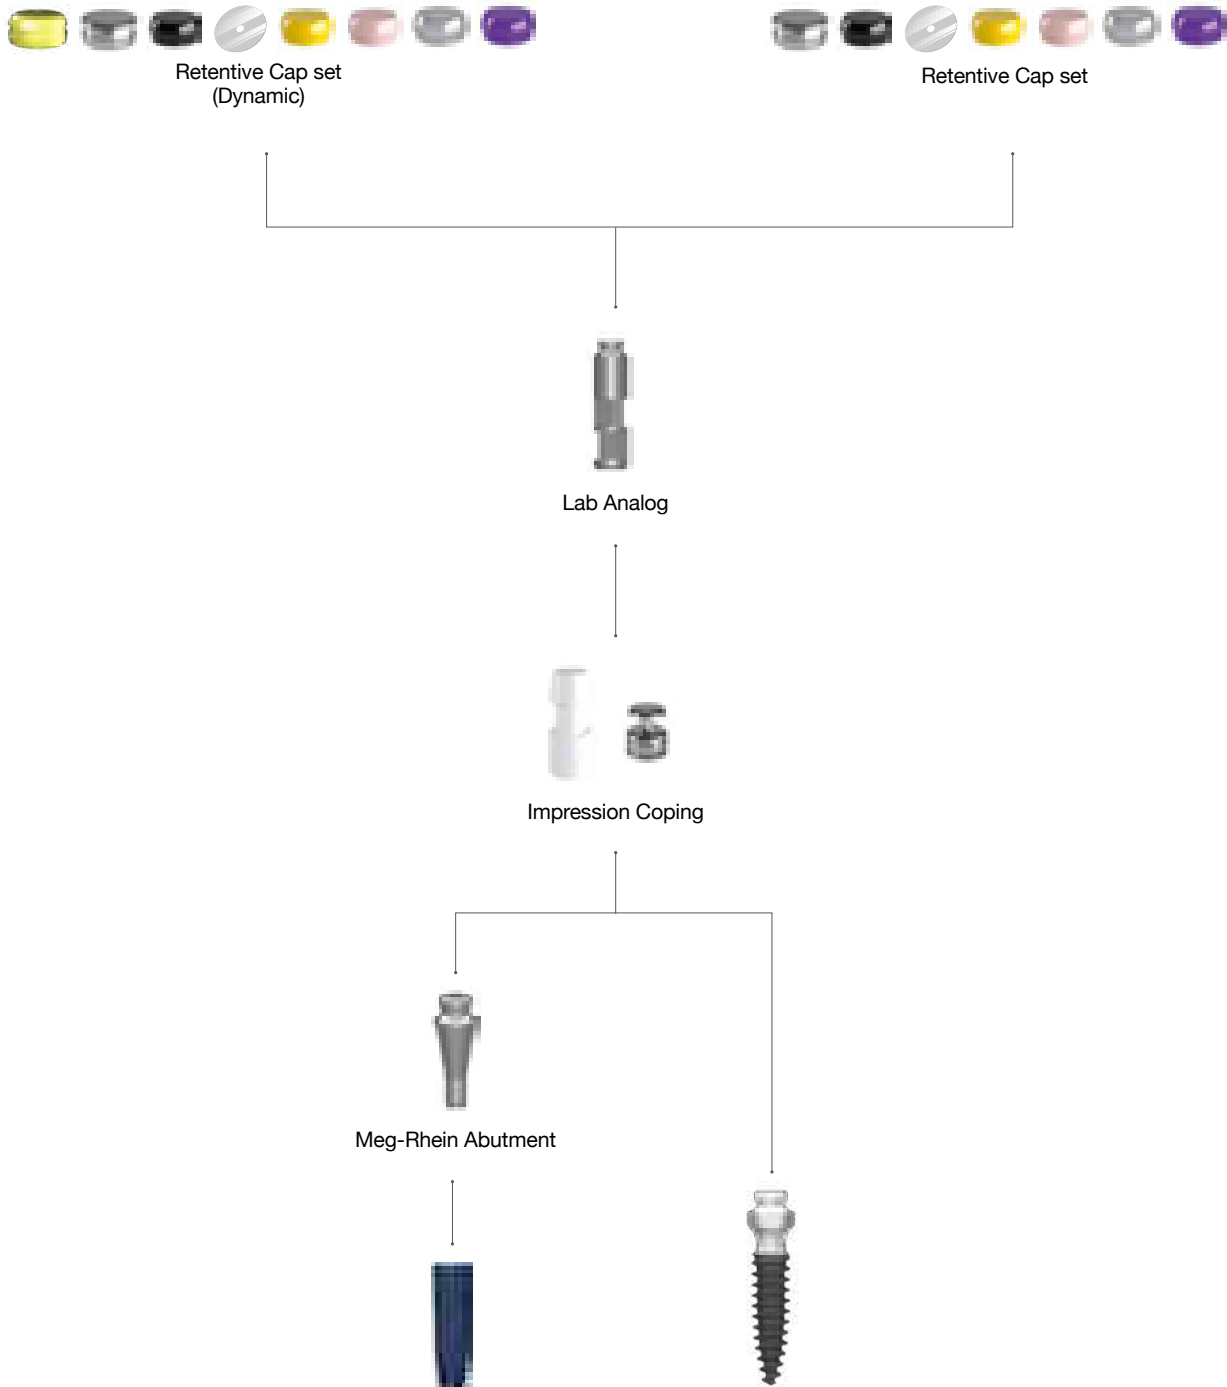 Retentive Cap set
(Dynamic)
Retentive Cap set
Lab Analog
Impression Coping
Meg-Rhein Abutment